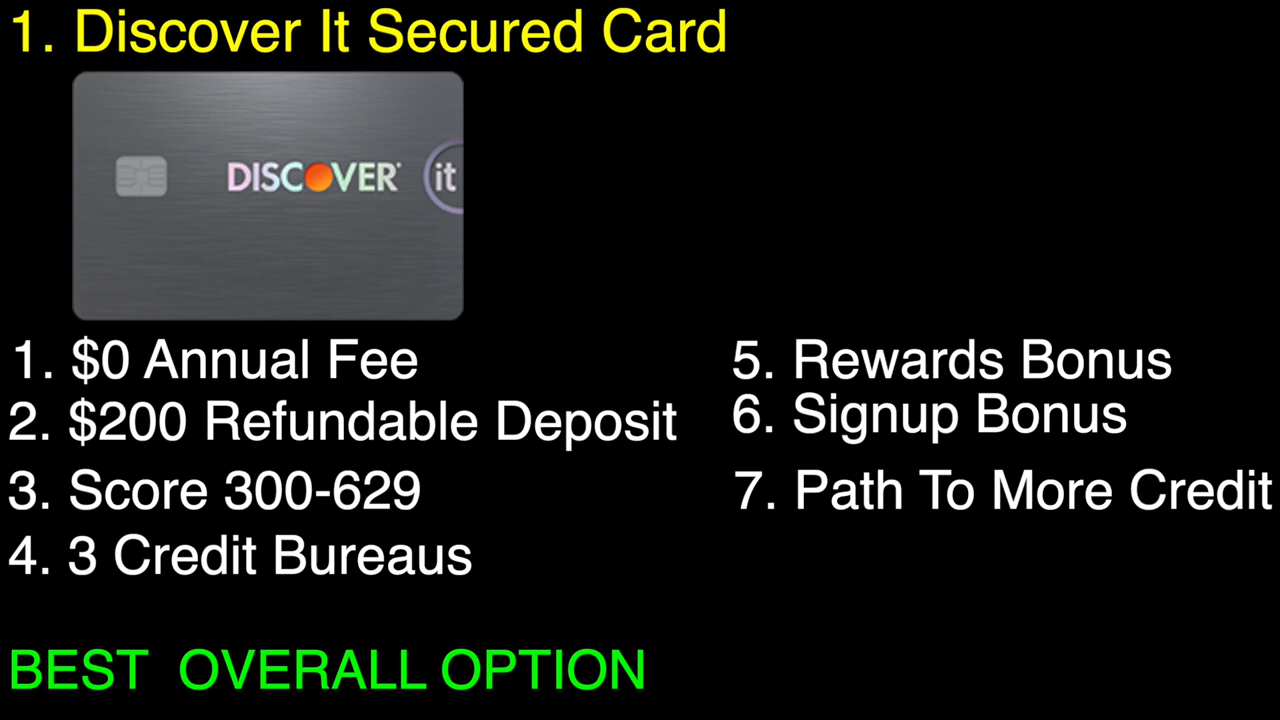 1. Discover It Secured Card
DISCOVER it
1. $0 Annual Fee
2. $200 Refundable Deposit
3. Score 300-629
4. 3 Credit Bureaus
5. Rewards Bonus
6. Signup Bonus
7. Path To More Credit
BEST OVERALL OPTION